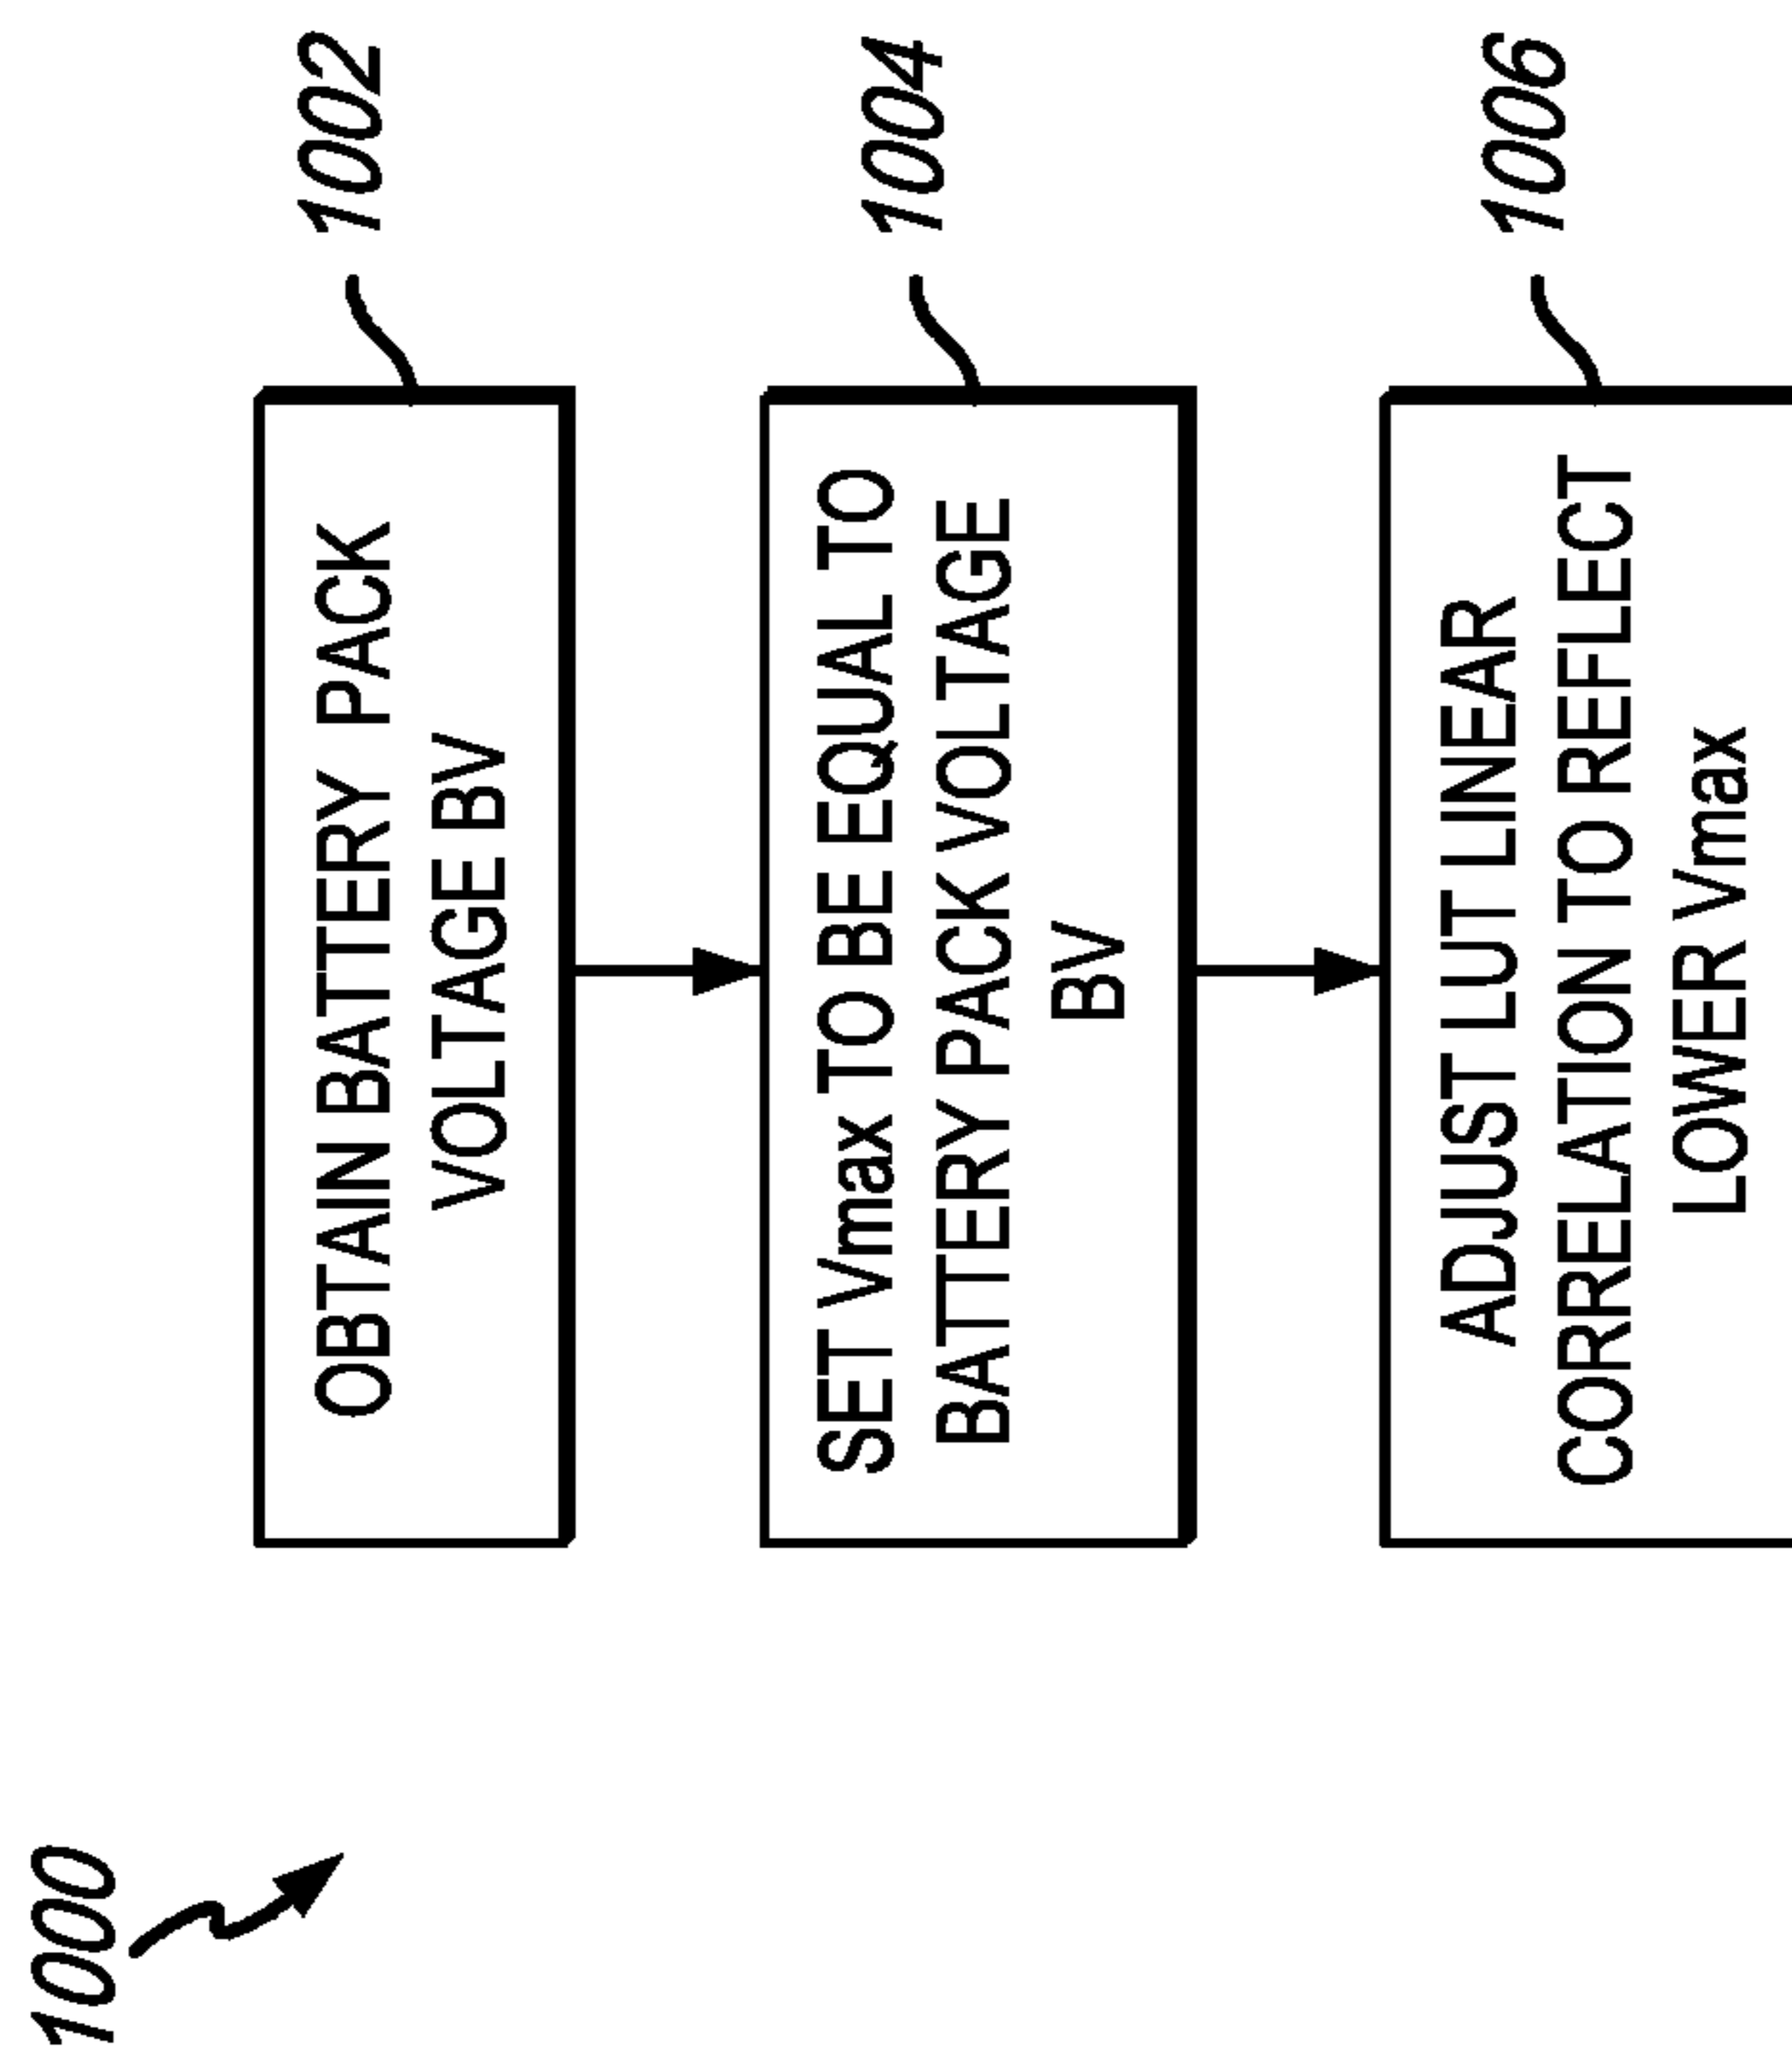 1000
OBTAIN BATTERY PACK
VOLTAGE BV
1002
SET Vmax TO BE EQUAL TO
BATTERY PACK VOLTAGE
BV
1004
ADJUST LUT LINEAR
CORRELATION TO REFLECT
LOWER Vmax
1006